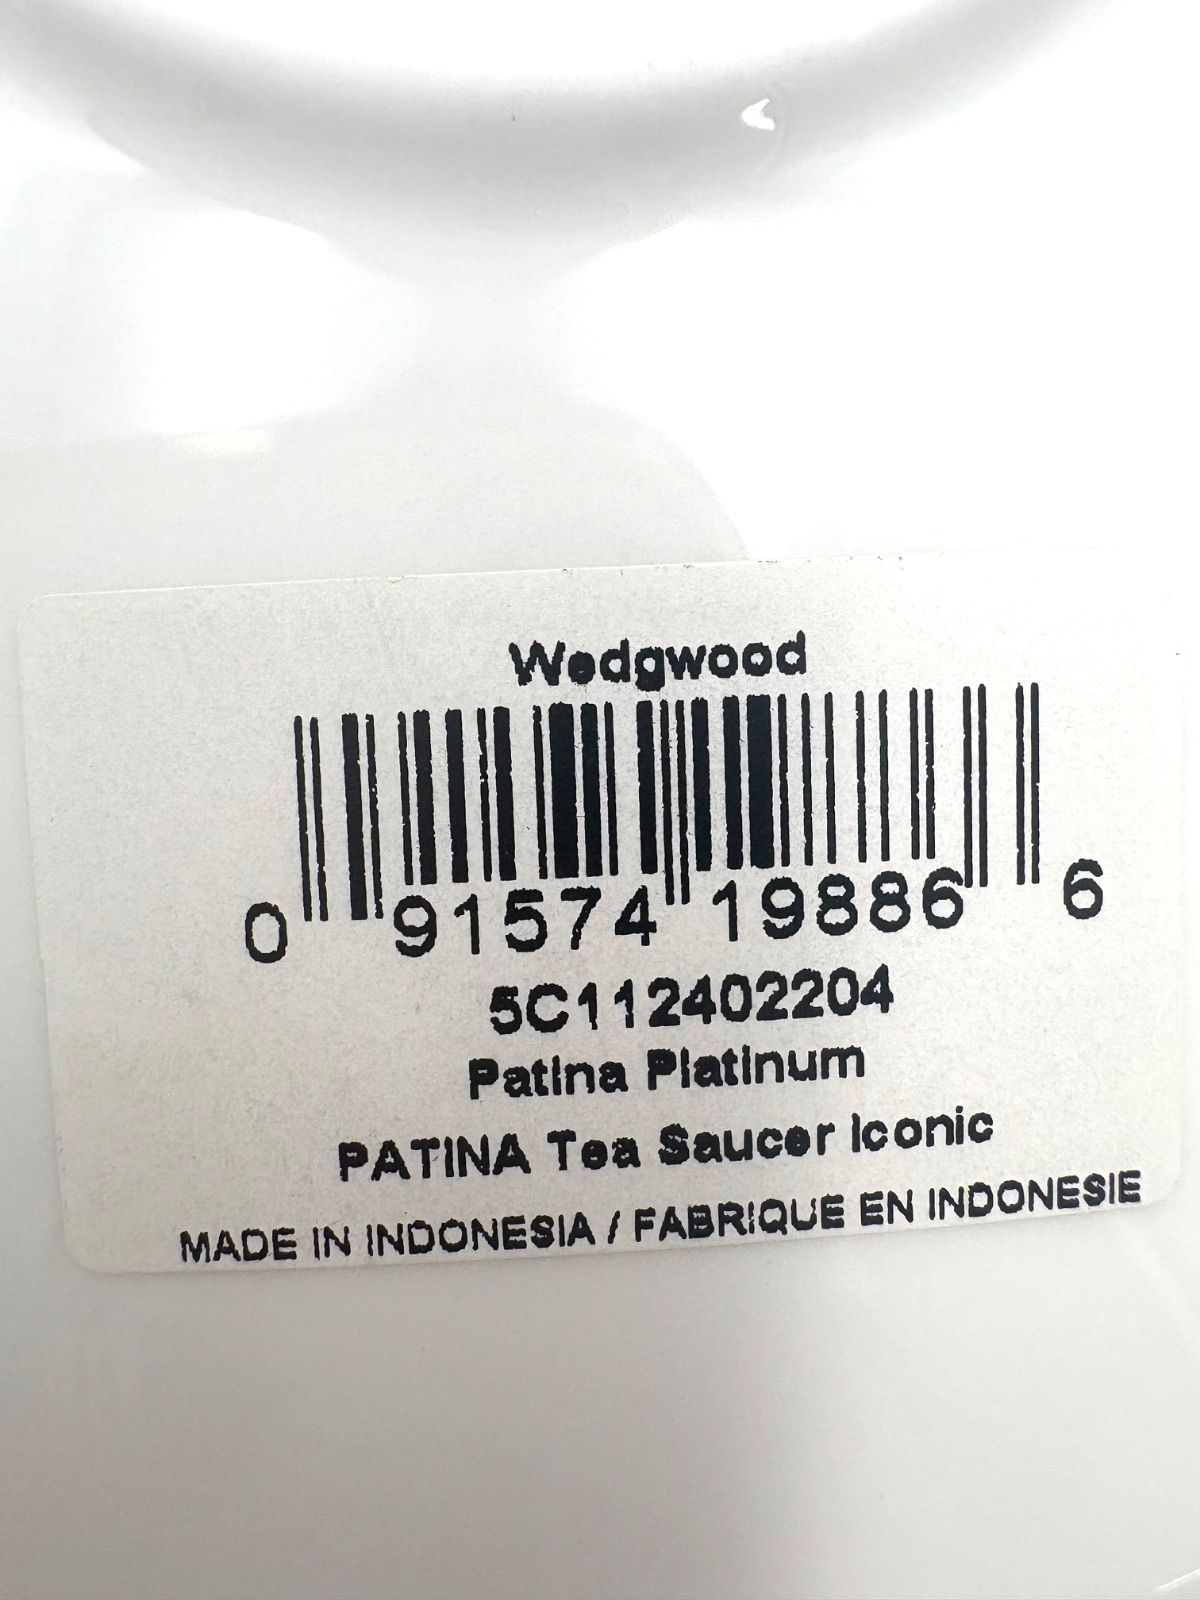 Wedgwood
0 91574 19886 6
5C112402204
Patina Platinum
PATINA Tea Saucer Iconic
MADE IN INDONESIA / FABRIQUE EN INDONESIE